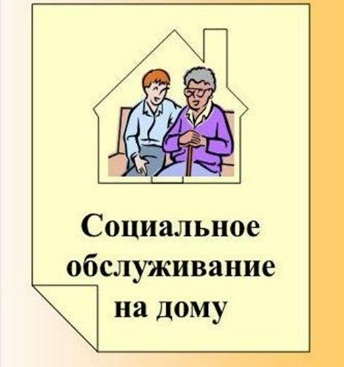 Социальное
обслуживание
на дому